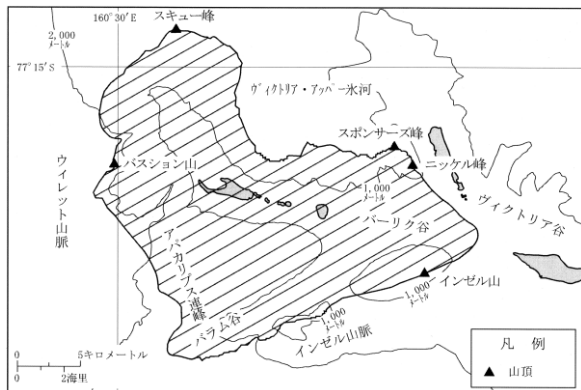 160°30′E
スキュー峰
2,000
メートル
77°15′S
ヴィクトリア・アッパー氷河
スポンサーズ峰
バスション山
ニッケル峰
1,000
メートル
ウィレット山脈
バーリク谷
ヴィクトリア谷
アパカリプス連峰
インゼル山
1,000
メートル
1,000
メートル
バラム谷
インゼル山脈
0 5キロメートル
0 2海里
凡 例
▲ 山頂